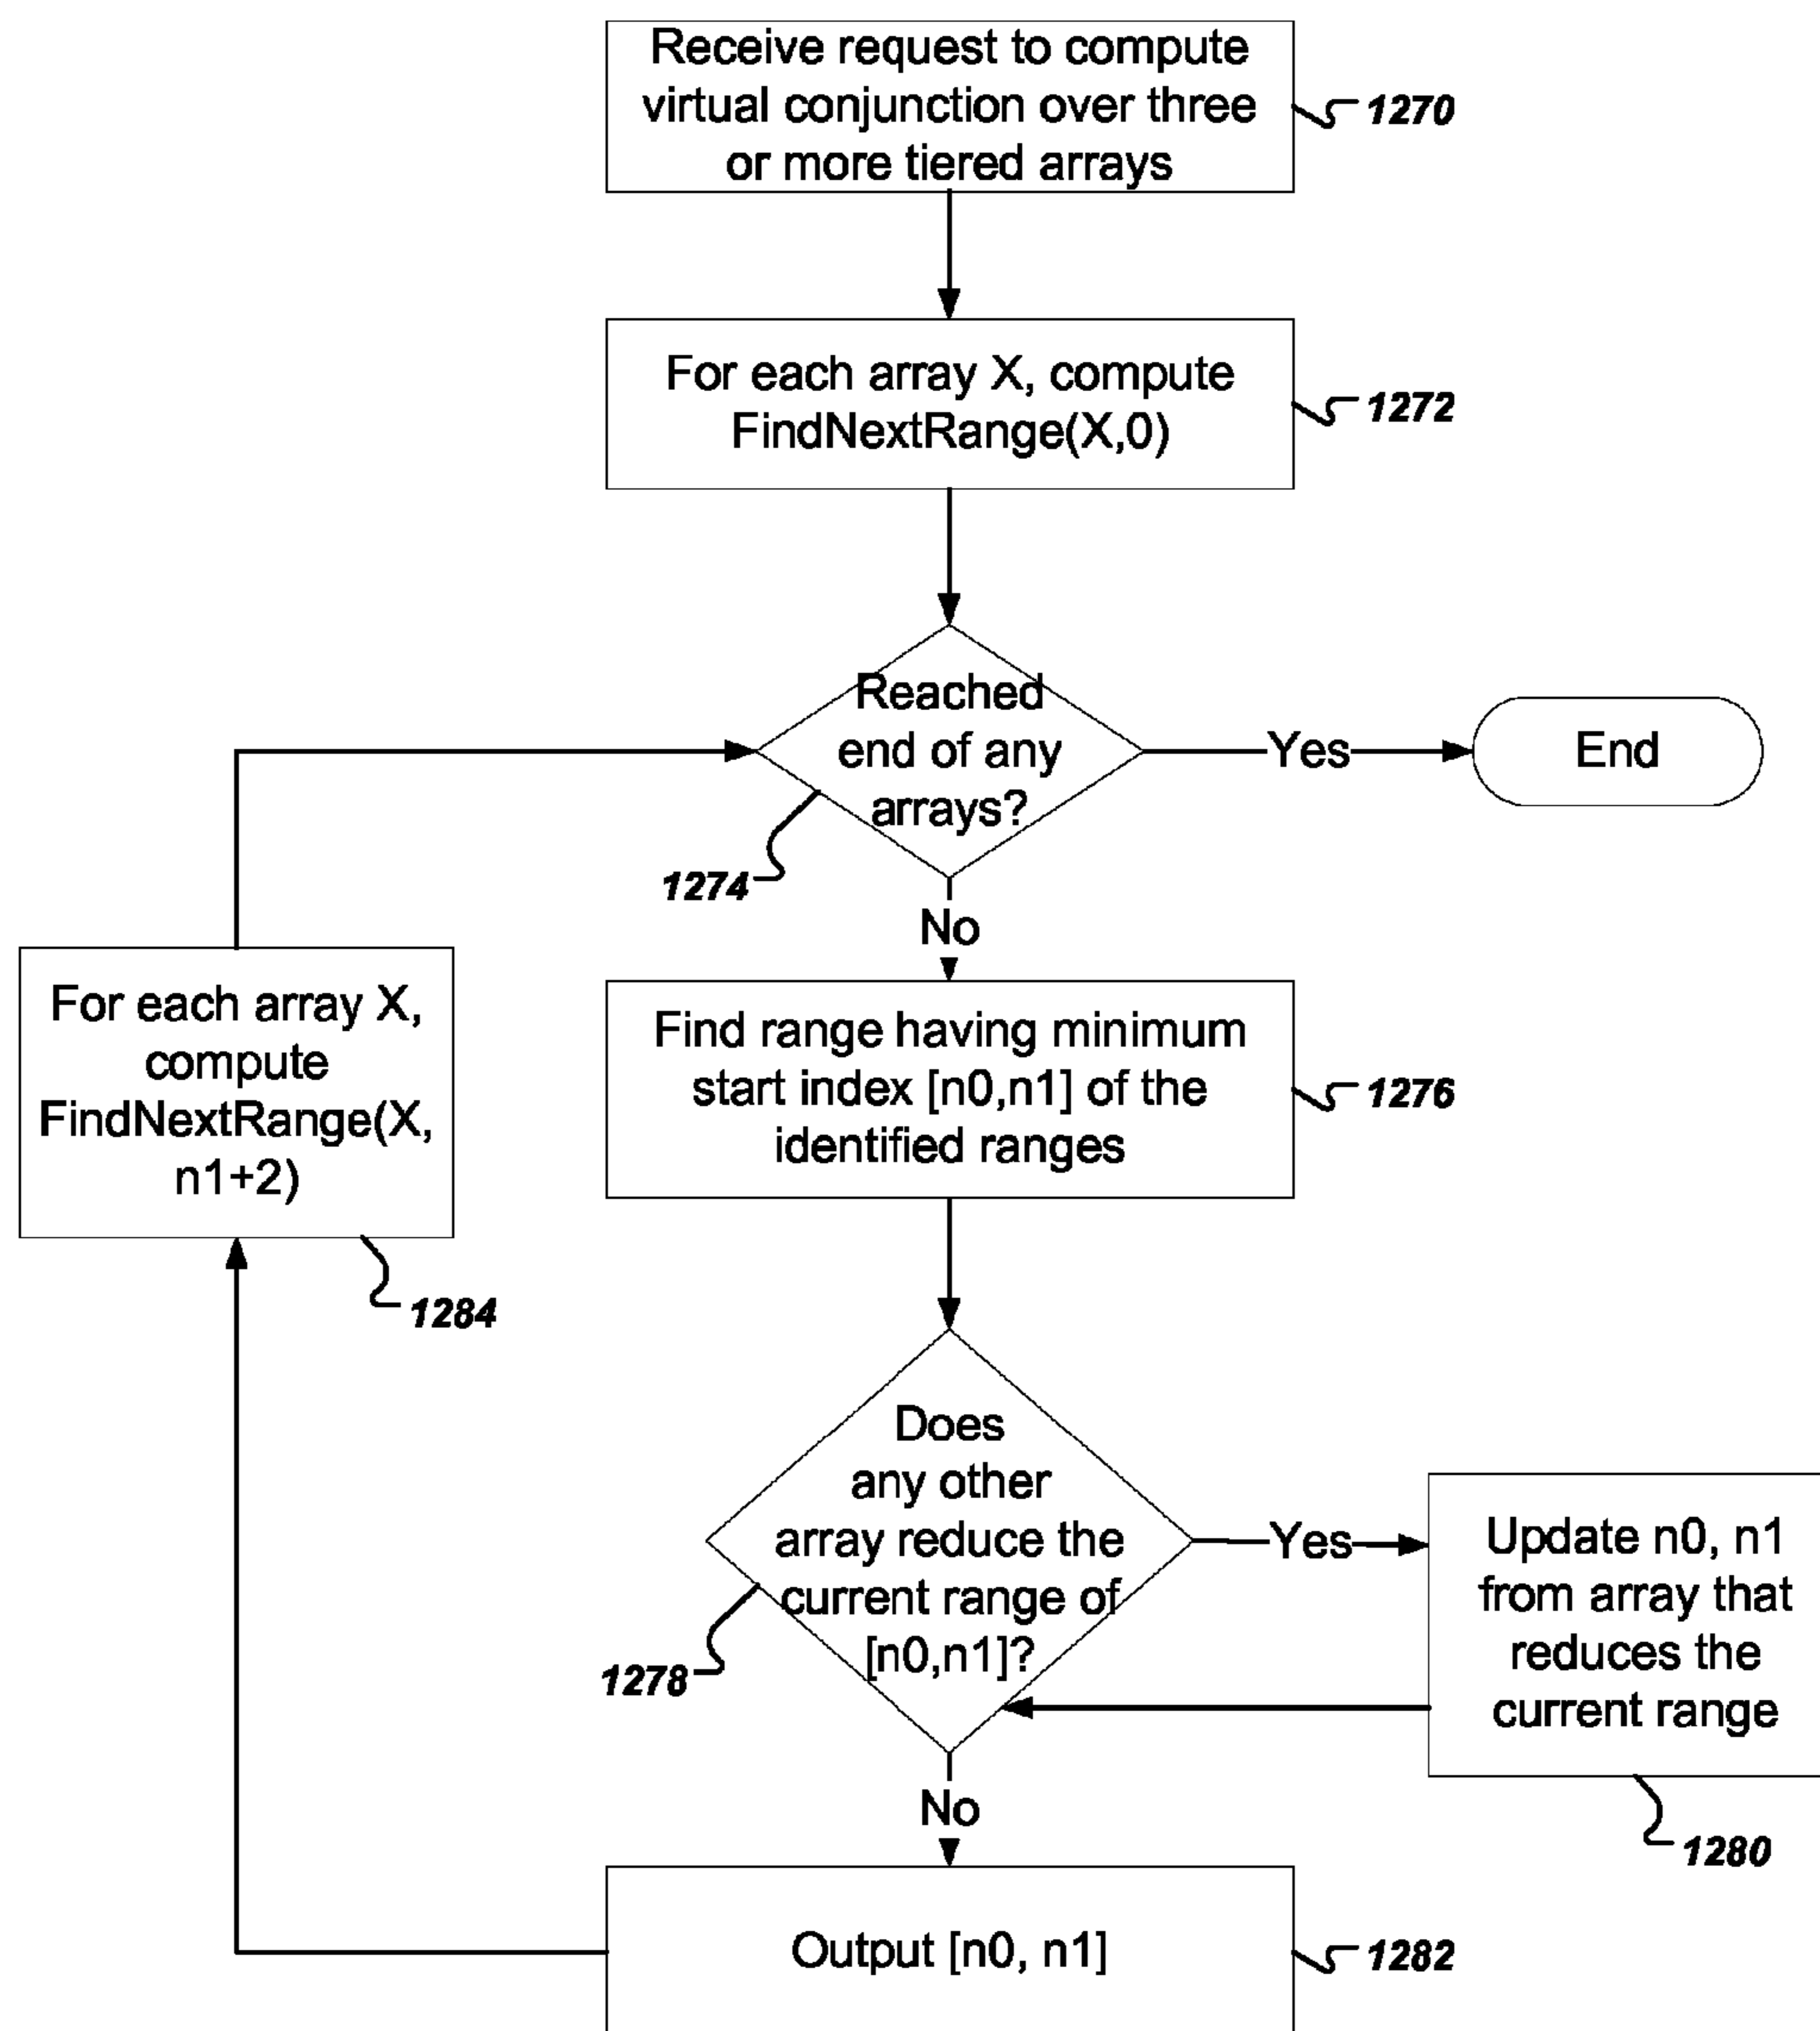 Receive request to compute
virtual conjunction over three
or more tiered arrays
1270
For each array X, compute
FindNextRange(X,0)
1272
Reached
end of any
arrays?
Yes
End
1274
No
For each array X,
compute
FindNextRange(X,
n1+2)
1284
Find range having minimum
start index [n0,n1] of the
identified ranges
1276
Does
any other
array reduce the
current range of
[n0,n1]?
1278
Yes
Update n0, n1
from array that
reduces the
current range
1280
No
Output [n0, n1]
1282